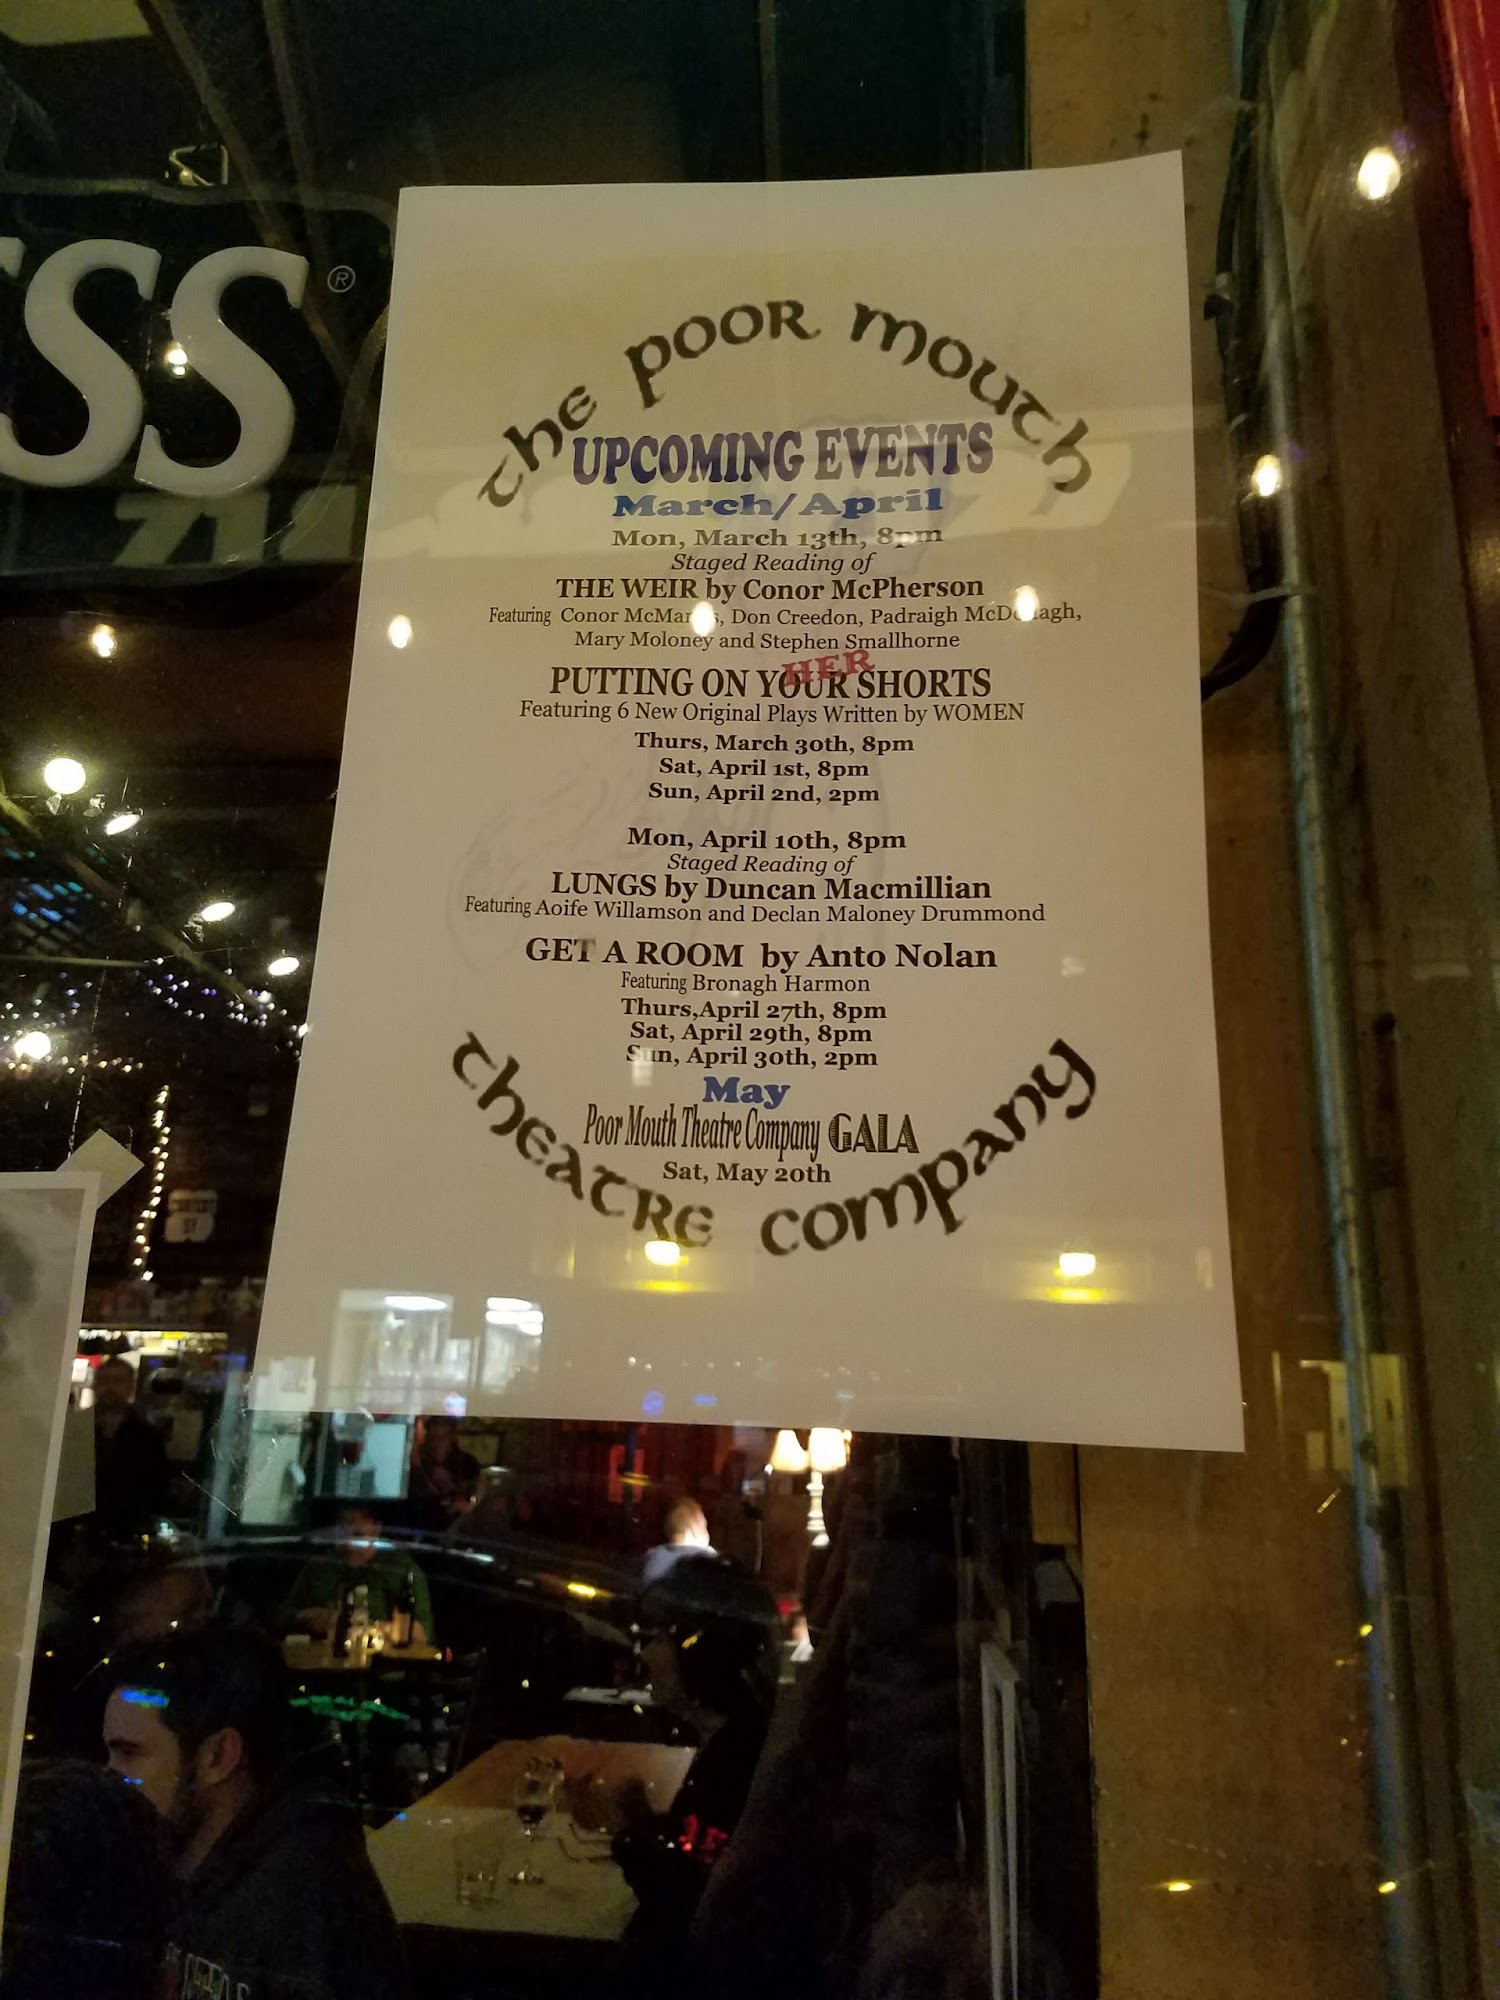 SS®
the poor mouth
UPCOMING EVENTS
March/April
Mon, March 13th, 8pm
Staged Reading of
THE WEIR by Conor McPherson
Featuring Conor Don Creedon, Padraigh
Mary Moloney and Stephen Smallhorne
HER
PUTTING ON YOUR SHORTS
Featuring 6 New Original Plays Written by WOMEN
Thurs, March 30th, 8pm
Sat, April 1st, 8pm
Sun, April 2nd, 2pm
Mon, April 10th, 8pm
Staged Reading of
LUNGS by Duncan Macmillian
Featuring Aoife Willamson and Declan Maloney Drummond
GET A ROOM by Anto Nolan
Featuring Bronagh Harmon
Thurs,April 27th, 8pm
Sat, April 29th, 8pm
Sun, April 30th, 2pm
May
Poor Mouth Theatre Company GALA
Sat, May 20th
theatre company